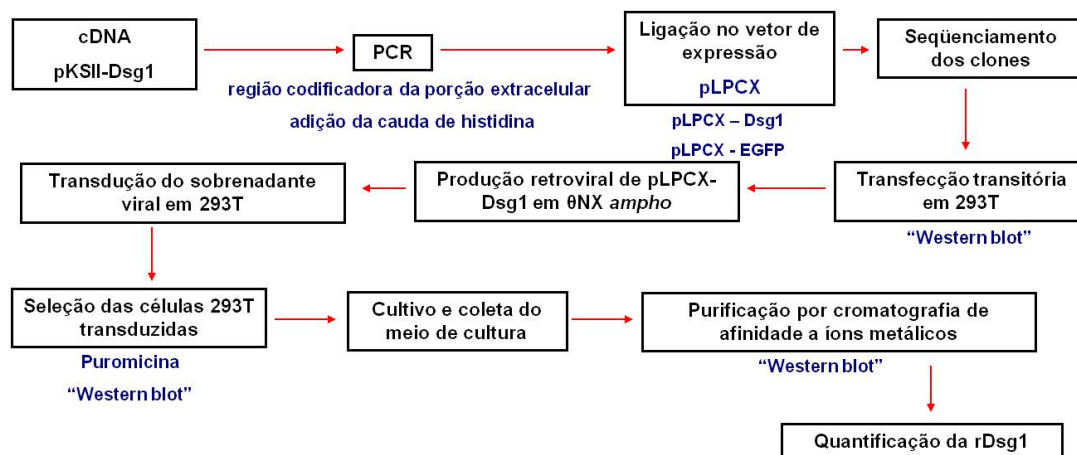 cDNA
pKSII-Dsg1
PCR
região codificadora da porção extracelular
adição da cauda de histidina
Ligação no vetor de
expressão
pLPCX
pLPCX – Dsg1
pLPCX - EGFP
Seqüenciamento
dos clones
Transfecção transitória
em 293T
“Western blot”
Produção retroviral de pLPCX-
Dsg1 em θNX ampho
Transdução do sobrenadante
viral em 293T
Seleção das células 293T
transduzidas
Puromicina
“Western blot”
Cultivo e coleta do
meio de cultura
Purificação por cromatografia de
afinidade a íons metálicos
“Western blot”
Quantificação da rDsg1